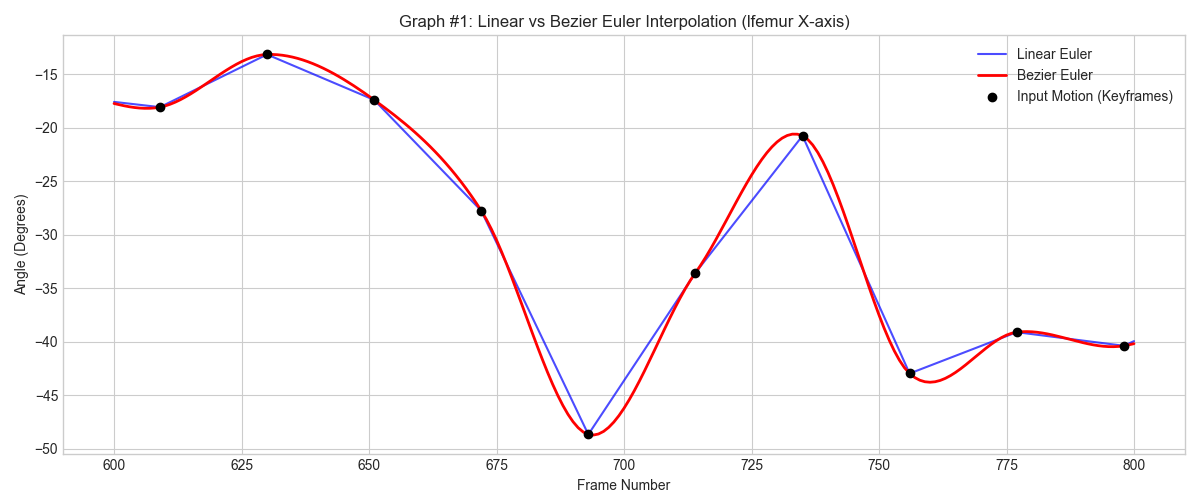 Graph #1: Linear vs Bezier Euler Interpolation (lfemur X-axis)
Linear Euler
Bezier Euler
Input Motion (Keyframes)
Angle (Degrees)
−15
−20
−25
−30
−35
−40
−45
−50
600
625
650
675
700
725
750
775
800
Frame Number